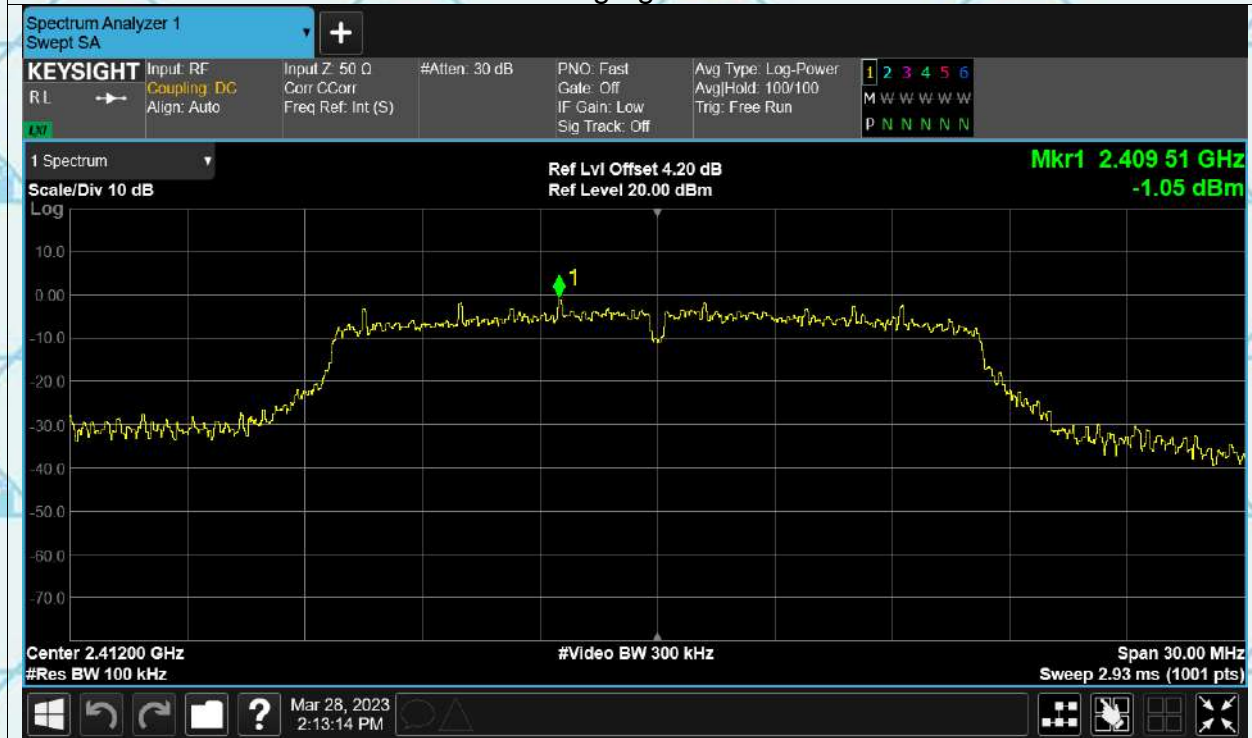 Spectrum Analyzer 1
Swept SA
+
KEYSIGHT
RL
LXI
Input: RF
Coupling: DC
Align: Auto
Input Z: 50 Ω
Corr CCorr
Freq Ref: Int (S)
#Atten: 30 dB
PNO: Fast
Gate: Off
IF Gain: Low
Sig Track: Off
Avg Type: Log-Power
Avg|Hold: 100/100
Trig: Free Run
1 2 3 4 5 6
M W W W W W
P N N N N N
1 Spectrum
Scale/Div 10 dB
Log
Ref Lvl Offset 4.20 dB
Ref Level 20.00 dBm
Mkr1 2.409 51 GHz
-1.05 dBm
10.0
1
0.00
-10.0
-20.0
-30.0
-40.0
-50.0
-60.0
-70.0
Center 2.41200 GHz
#Res BW 100 kHz
#Video BW 300 kHz
Span 30.00 MHz
Sweep 2.93 ms (1001 pts)
?
Mar 28, 2023
2:13:14 PM